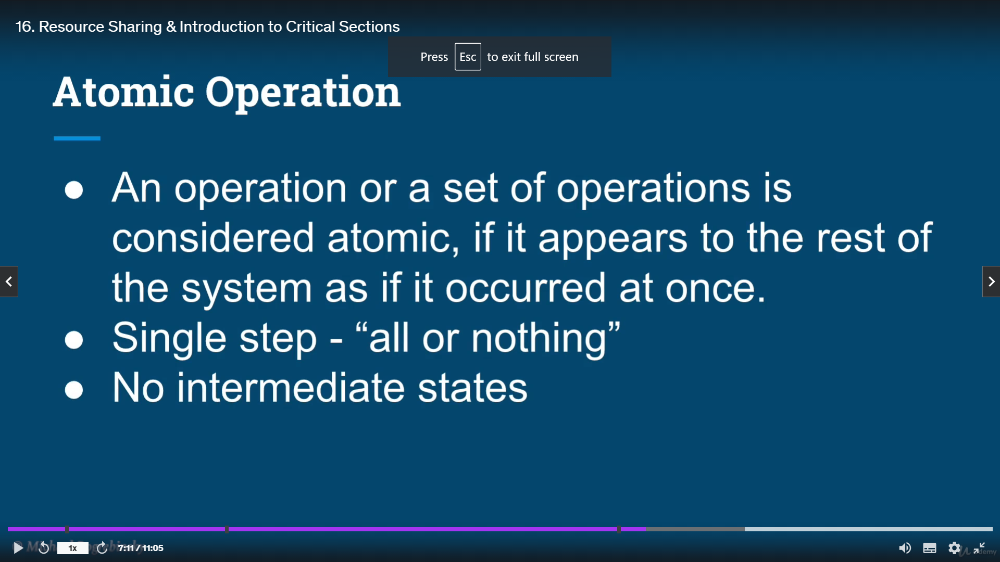 16. Resource Sharing & Introduction to Critical Sections
Press Esc to exit full screen
Atomic Operation
● An operation or a set of operations is
considered atomic, if it appears to the rest of
the system as if it occurred at once.
● Single step - “all or nothing”
● No intermediate states
1x
7:11 / 11:05
udemy